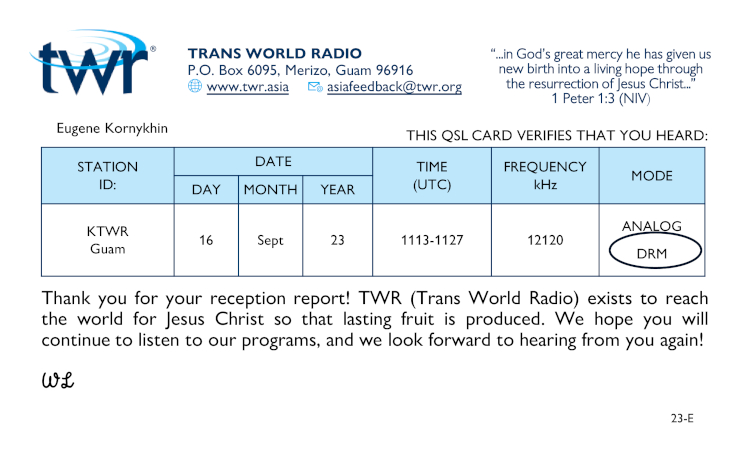 twr®
TRANS WORLD RADIO
P.O. Box 6095, Merizo, Guam 96916
www.twr.asia asiafeedback@twr.org
“...in God’s great mercy he has given us
new birth into a living hope through
the resurrection of Jesus Christ...”
1 Peter 1:3 (NIV)
Eugene Kornykhin
THIS QSL CARD VERIFIES THAT YOU HEARD:
STATION
ID:
DATE
DAY MONTH YEAR
TIME
(UTC)
FREQUENCY
kHz
MODE
KTWR
Guam
16 Sept 23 1113-1127 12120
ANALOG
DRM
Thank you for your reception report! TWR (Trans World Radio) exists to reach
the world for Jesus Christ so that lasting fruit is produced. We hope you will
continue to listen to our programs, and we look forward to hearing from you again!
WL
23-E